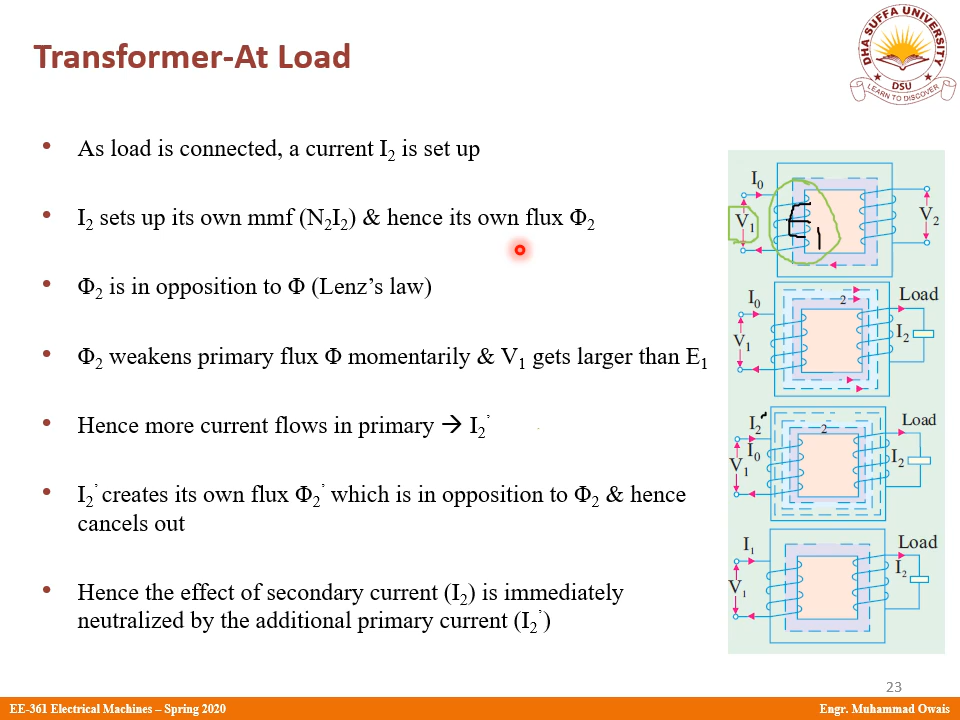 Transformer-At Load
DHA SUFFA UNIVERSITY
DSU
LEARN TO DISCOVER
• As load is connected, a current I₂ is set up
• I₂ sets up its own mmf (N₂I₂) & hence its own flux Φ₂
• Φ₂ is in opposition to Φ (Lenz’s law)
• Φ₂ weakens primary flux Φ momentarily & V₁ gets larger than E₁
• Hence more current flows in primary → I₂’
• I₂’ creates its own flux Φ₂’ which is in opposition to Φ₂ & hence
cancels out
• Hence the effect of secondary current (I₂) is immediately
neutralized by the additional primary current (I₂’)
I₀
V₁
E₁
V₂
I₀
2
Load
V₁
I₂
I₂’
I₀
2
Load
V₁
I₂
I₁
Load
V₁
I₂
23
EE-361 Electrical Machines – Spring 2020
Engr. Muhammad Owais